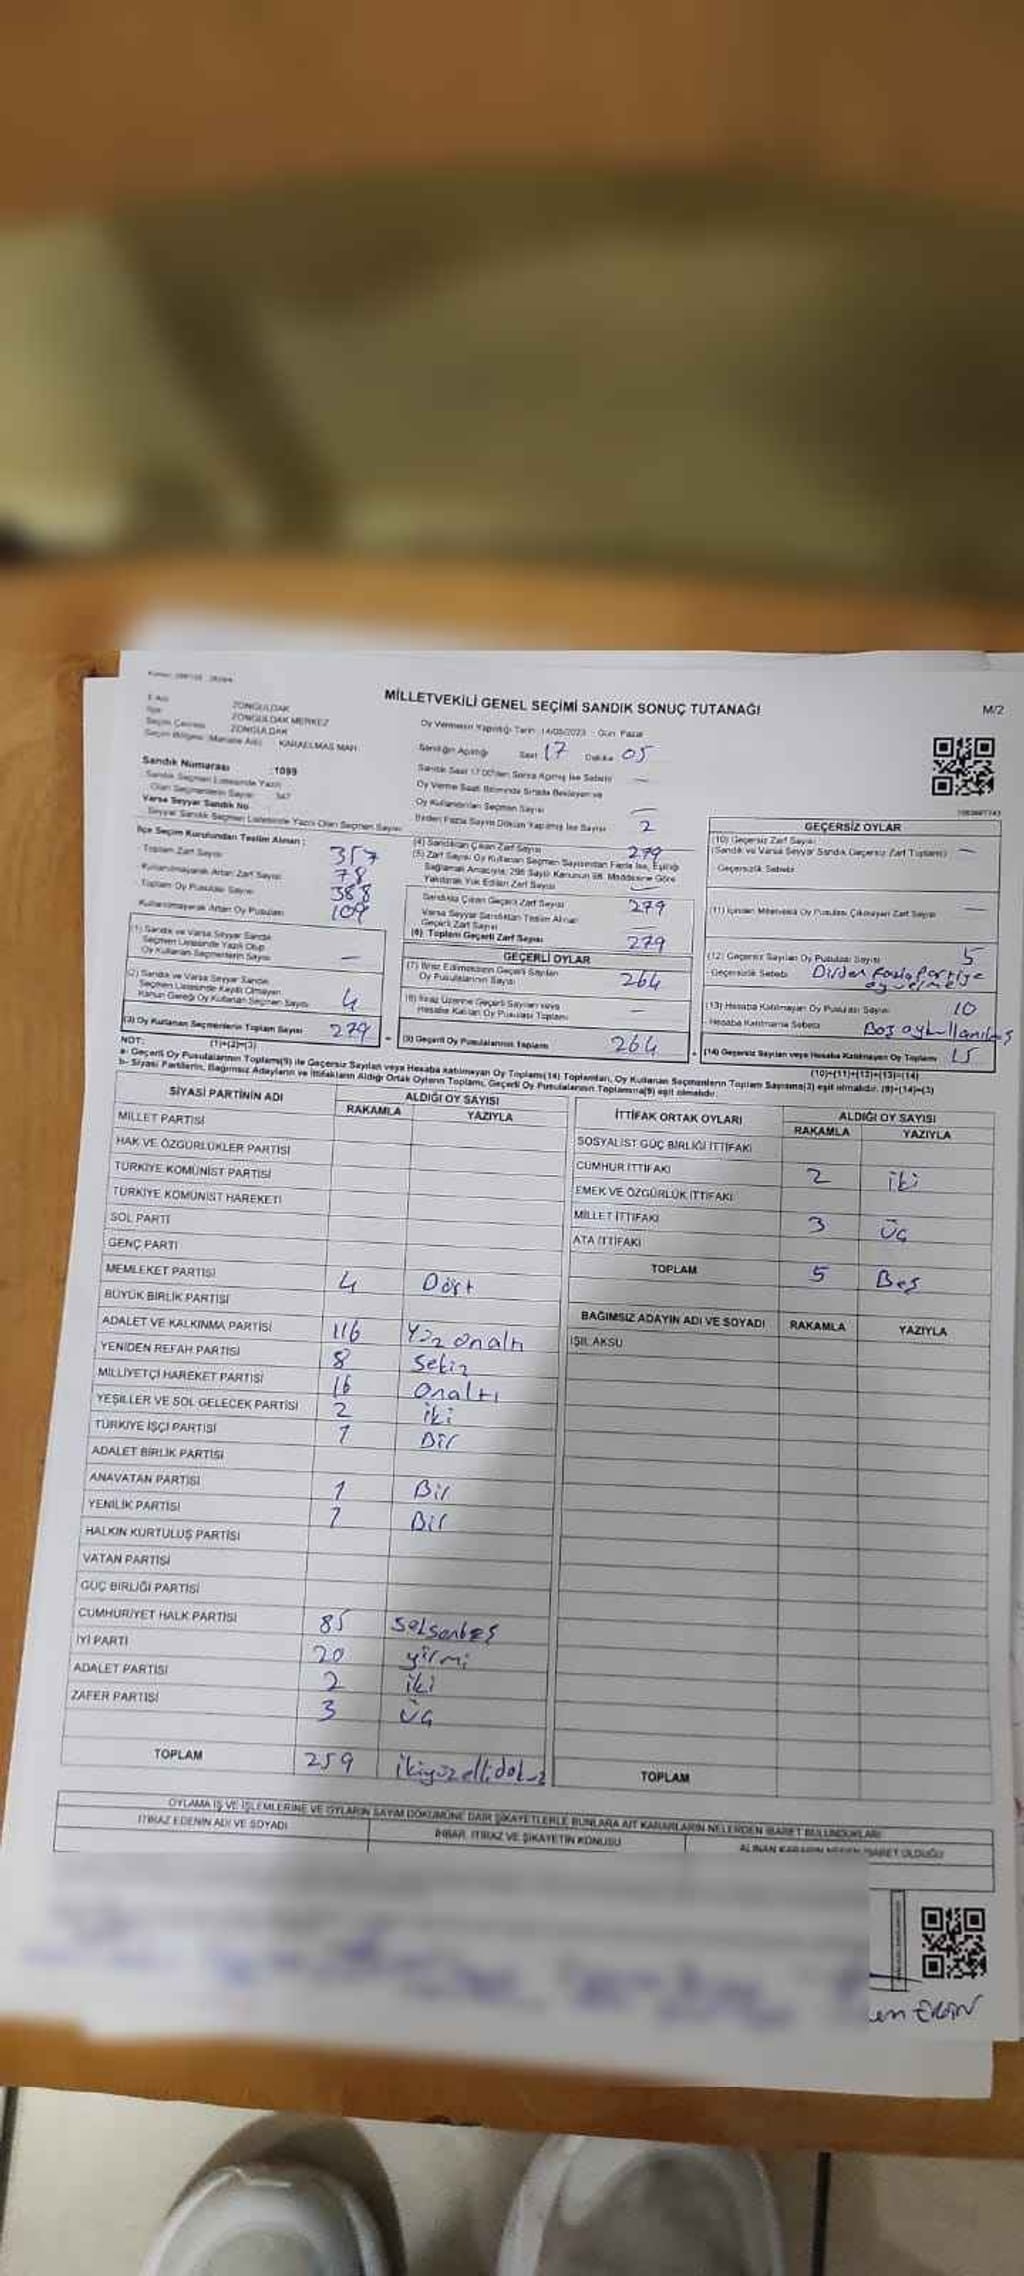 MİLLETVEKİLİ GENEL SEÇİMİ SANDIK SONUÇ TUTANAĞI
M/2
İli ZONGULDAK
İlçe ZONGULDAK MERKEZ
Seçim Çevresi ZONGULDAK
Seçim Bölgesi (Mahalle Adı) KARAELMAS MAH.
Sandık Numarası : 1099
Sandık Seçmen Listesinde Yazılı
Olan Seçmenlerin Sayısı 347
Varsa Seyyar Sandık No
Seyyar Sandık Seçmen Listesinde Yazılı Olan Seçmen Sayısı
Oy Vermenin Yapıldığı Tarih 14/05/2023 Gün Pazar
Sandığın Açıldığı Saat 17 Dakika 05
Sandık Saat 17:00'den Sonra Açılmış İse Sebebi —
Oy Verme Saati Bitiminde Sırada Bekleyen ve
Oy Kullandırılan Seçmen Sayısı —
Birden Fazla Sayım Döküm Yapılmış İse Sayısı 2
İlçe Seçim Kurulundan Teslim Alınan :
Toplam Zarf Sayısı 357
Kullanılmayarak Artan Zarf Sayısı 78
Toplam Oy Pusulası Sayısı 388
Kullanılmayarak Artan Oy Pusulası 109
(1) Sandık ve Varsa Seyyar Sandık
Seçmen Listesinde Yazılı Olup
Oy Kullanan Seçmenlerin Sayısı —
(2) Sandık ve Varsa Seyyar Sandık
Seçmen Listesinde Kaydı Olmayan
Kanun Gereği Oy Kullanan Seçmen Sayısı 4
(3) Oy Kullanan Seçmenlerin Toplam Sayısı 279
(1)+(2)=(3)
(4) Sandıktan Çıkan Zarf Sayısı 279
(5) Zarf Sayısı Oy Kullanan Seçmen Sayısından Fazla İse, Eşitliği
Sağlamak Amacıyla, 298 Sayılı Kanunun 98. Maddesine Göre
Yakılarak Yok Edilen Zarf Sayısı —
Sandıkta Çıkan Geçerli Zarf Sayısı 279
Varsa Seyyar Sandıktan Teslim Alınan
Geçerli Zarf Sayısı —
(6) Toplam Geçerli Zarf Sayısı 279
GEÇERLİ OYLAR
(7) İtiraz Edilmeksizin Geçerli Sayılan
Oy Pusulalarının Sayısı 264
(8) İtiraz Üzerine Geçerli Sayılan veya
Hesaba Katılan Oy Pusulası Toplamı —
(9) Geçerli Oy Pusulalarının Toplamı 264
GEÇERSİZ OYLAR
(10) Geçersiz Zarf Sayısı —
(Sandık ve Varsa Seyyar Sandık Geçersiz Zarf Toplamı)
Geçersizlik Sebebi
(11) İçinden Milletvekili Oy Pusulası Çıkmayan Zarf Sayısı —
(12) Geçersiz Sayılan Oy Pusulası Sayısı 5
Geçersizlik Sebebi Birden fazla partiye
(13) Hesaba Katılmayan Oy Pusulası Sayısı 10
Hesaba Katılmama Sebebi Boş oy kullanılmış
(14) Geçersiz Sayılan veya Hesaba Katılmayan Oy Toplamı 15
(10)+(11)+(12)+(13)=(14)
NOT:
a- Geçerli Oy Pusulalarının Toplamı(9) ile Geçersiz Sayılan veya Hesaba katılmayan Oy Toplamı(14) Toplamları, Oy Kullanan Seçmenlerin Toplam Sayısına(3) eşit olmalıdır. (9)+(14)=(3)
b- Siyasi Partilerin, Bağımsız Adayların ve İttifakların Aldığı Ortak Oyların Toplamı, Geçerli Oy Pusulalarının Toplamına(9) eşit olmalıdır.
SİYASİ PARTİNİN ADI ALDIĞI OY SAYISI
RAKAMLA YAZIYLA
MİLLET PARTİSİ
HAK VE ÖZGÜRLÜKLER PARTİSİ
TÜRKİYE KOMÜNİST PARTİSİ
TÜRKİYE KOMÜNİST HAREKETİ
SOL PARTİ
GENÇ PARTİ
MEMLEKET PARTİSİ 4 Dört
BÜYÜK BİRLİK PARTİSİ
ADALET VE KALKINMA PARTİSİ 116 Yüz onaltı
YENİDEN REFAH PARTİSİ 8 Sekiz
MİLLİYETÇİ HAREKET PARTİSİ 16 Onaltı
YEŞİLLER VE SOL GELECEK PARTİSİ 2 iki
TÜRKİYE İŞÇİ PARTİSİ 1 Bir
ADALET BİRLİK PARTİSİ
ANAVATAN PARTİSİ 1 Bir
YENİLİK PARTİSİ 1 Bir
HALKIN KURTULUŞ PARTİSİ
VATAN PARTİSİ
GÜÇ BİRLİĞİ PARTİSİ
CUMHURİYET HALK PARTİSİ 85 Seksenbeş
İYİ PARTİ 20 yirmi
ADALET PARTİSİ 2 iki
ZAFER PARTİSİ 3 üç
TOPLAM 259 ikiyüzellidokuz
İTTİFAK ORTAK OYLARI ALDIĞI OY SAYISI
RAKAMLA YAZIYLA
SOSYALİST GÜÇ BİRLİĞİ İTTİFAKI
CUMHUR İTTİFAKI 2 iki
EMEK VE ÖZGÜRLÜK İTTİFAKI
MİLLET İTTİFAKI 3 üç
ATA İTTİFAKI
TOPLAM 5 Beş
BAĞIMSIZ ADAYIN ADI VE SOYADI RAKAMLA YAZIYLA
IŞIL AKSU
TOPLAM
OYLAMA İŞ VE İŞLEMLERİNE VE OYLARIN SAYIM DÖKÜMÜNE DAİR ŞİKAYETLERLE BUNLARA AİT KARARLARIN NELERDEN İBARET BULUNDUKLARI
İTİRAZ EDENİN ADI VE SOYADI
İHBAR, İTİRAZ VE ŞİKAYETİN KONUSU
ALINAN KARARIN NEDEN İBARET OLDUĞU